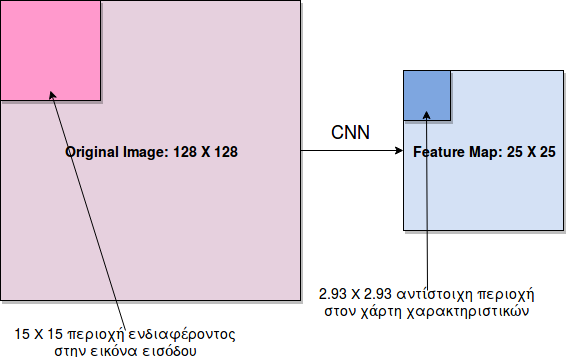 CNN
Original Image: 128 X 128
Feature Map: 25 X 25
2.93 X 2.93 αντίστοιχη περιοχή
στον χάρτη χαρακτηριστικών
15 X 15 περιοχή ενδιαφέροντος
στην εικόνα εισόδου